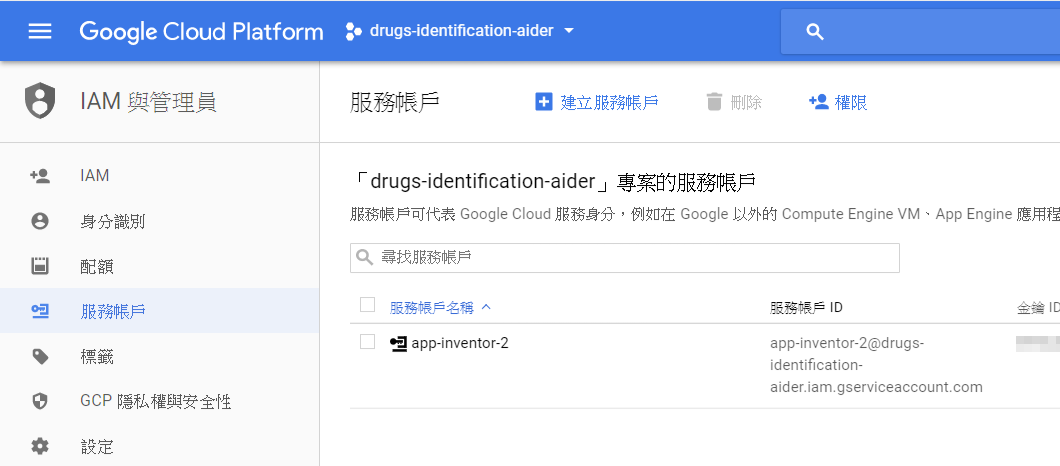 Google Cloud Platform drugs-identification-aider
IAM 與管理員
服務帳戶 建立服務帳戶 刪除 權限
IAM
身分識別
配額
服務帳戶
標籤
GCP 隱私權與安全性
設定
「drugs-identification-aider」專案的服務帳戶
服務帳戶可代表 Google Cloud 服務身分，例如在 Google 以外的 Compute Engine VM、App Engine 應用程
尋找服務帳戶
服務帳戶名稱 服務帳戶 ID 金鑰 ID
app-inventor-2 app-inventor-2@drugs-
identification-
aider.iam.gserviceaccount.com